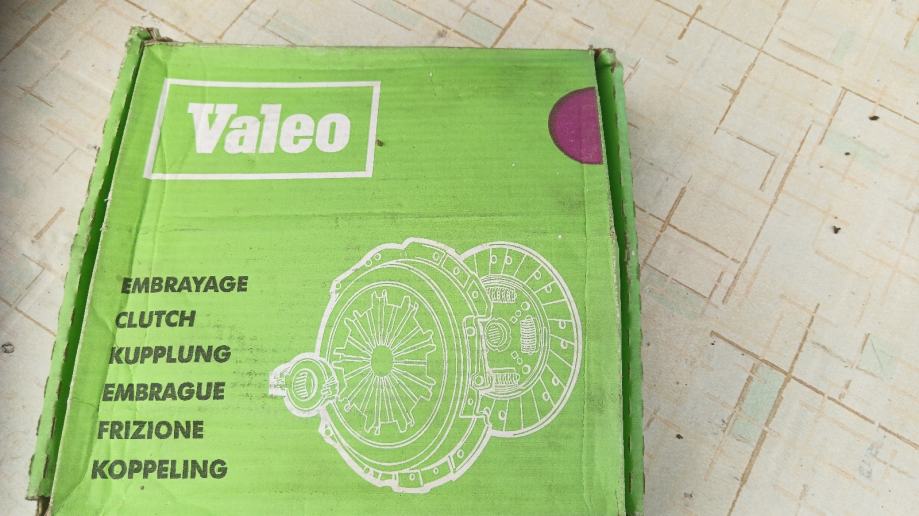 Valeo
EMBRAYAGE
CLUTCH
KUPPLUNG
EMBRAGUE
FRIZIONE
KOPPELING